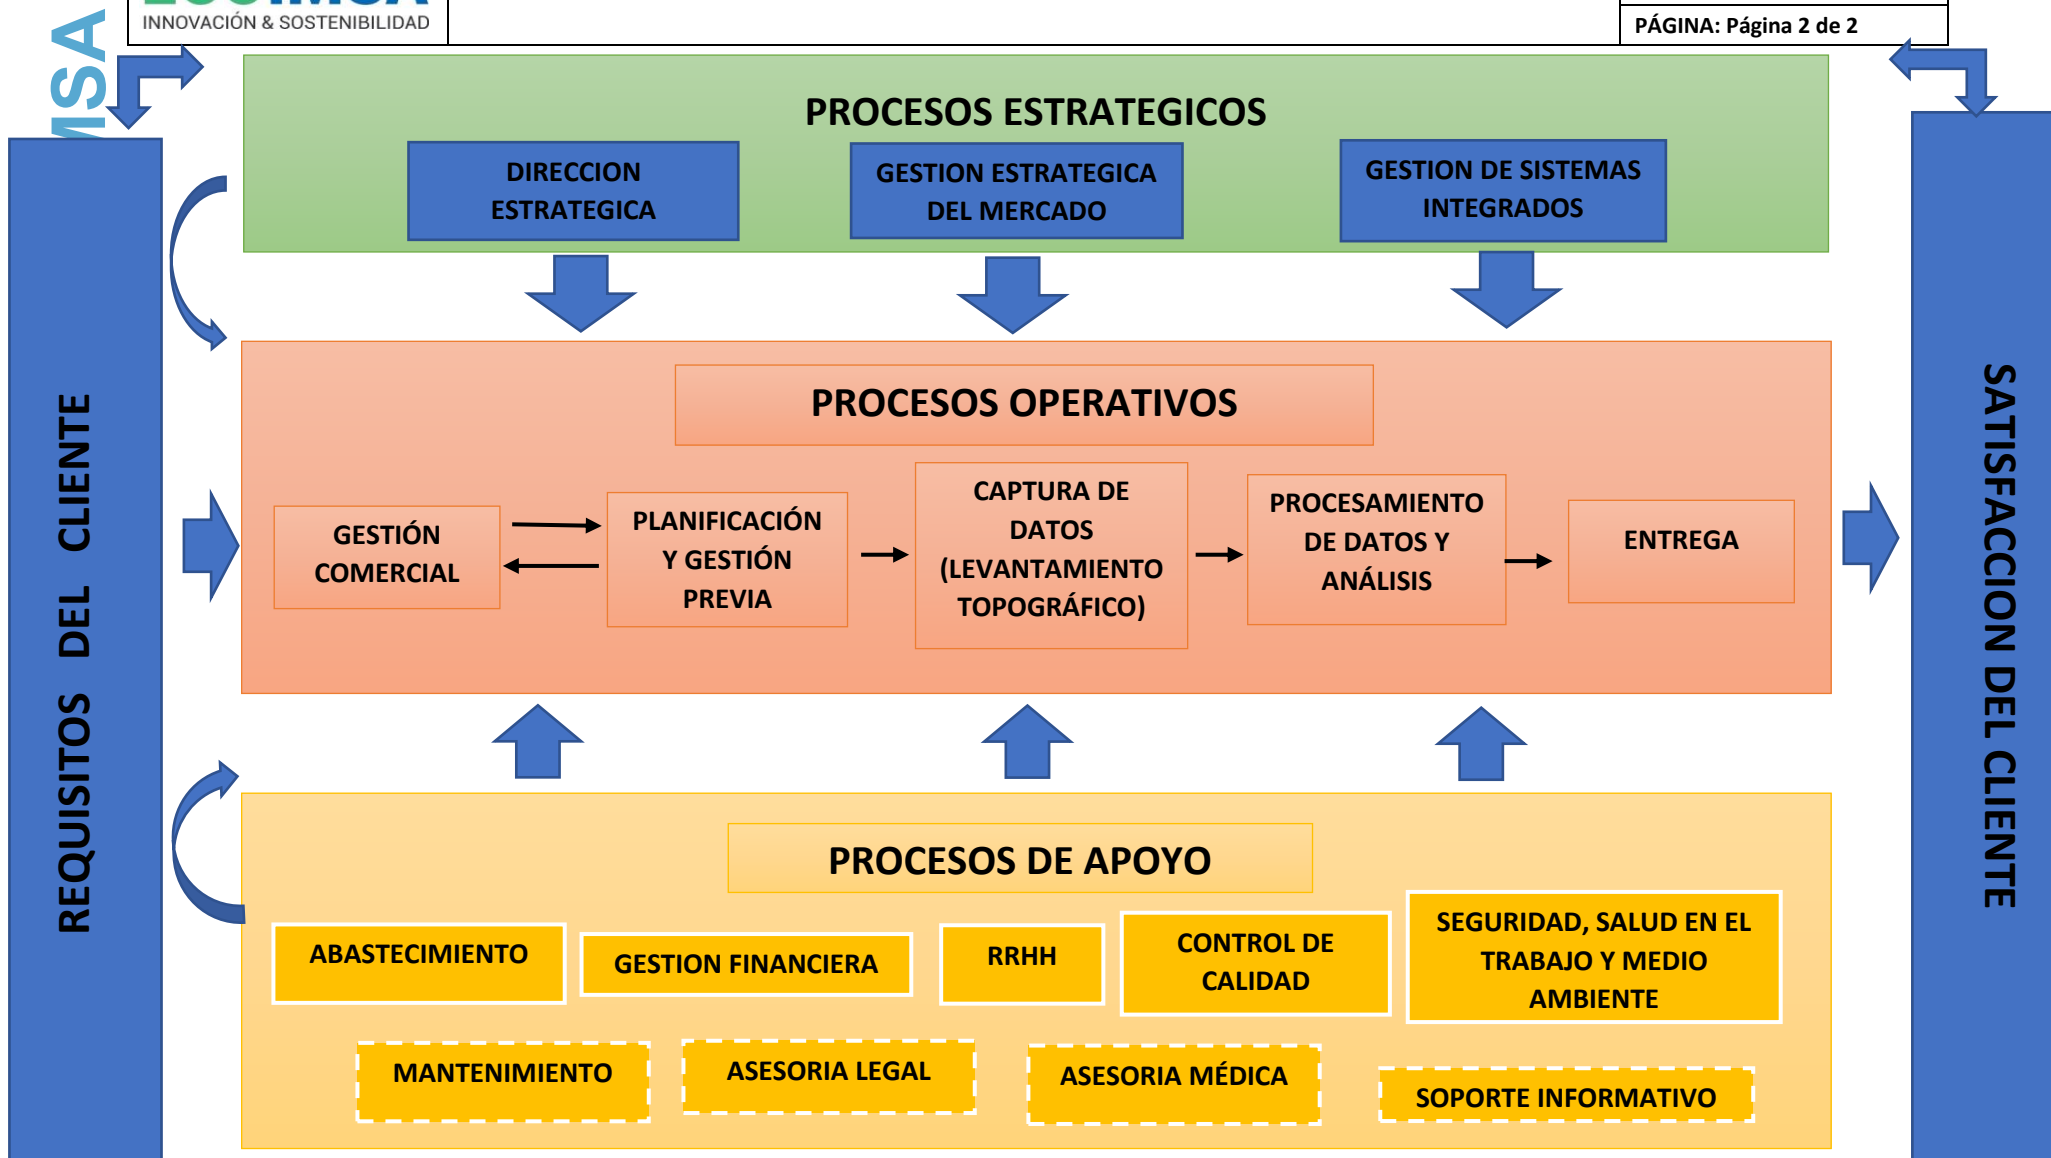 INNOVACIÓN & SOSTENIBILIDAD
PÁGINA: Página 2 de 2
PROCESOS ESTRATEGICOS
DIRECCION
ESTRATEGICA
GESTION ESTRATEGICA
DEL MERCADO
GESTION DE SISTEMAS
INTEGRADOS
REQUISITOS DEL CLIENTE
PROCESOS OPERATIVOS
GESTIÓN
COMERCIAL
PLANIFICACIÓN
Y GESTIÓN
PREVIA
CAPTURA DE
DATOS
(LEVANTAMIENTO
TOPOGRÁFICO)
PROCESAMIENTO
DE DATOS Y
ANÁLISIS
ENTREGA
SATISFACCION DEL CLIENTE
PROCESOS DE APOYO
ABASTECIMIENTO
GESTION FINANCIERA
RRHH
CONTROL DE
CALIDAD
SEGURIDAD, SALUD EN EL
TRABAJO Y MEDIO
AMBIENTE
MANTENIMIENTO
ASESORIA LEGAL
ASESORIA MÉDICA
SOPORTE INFORMATIVO